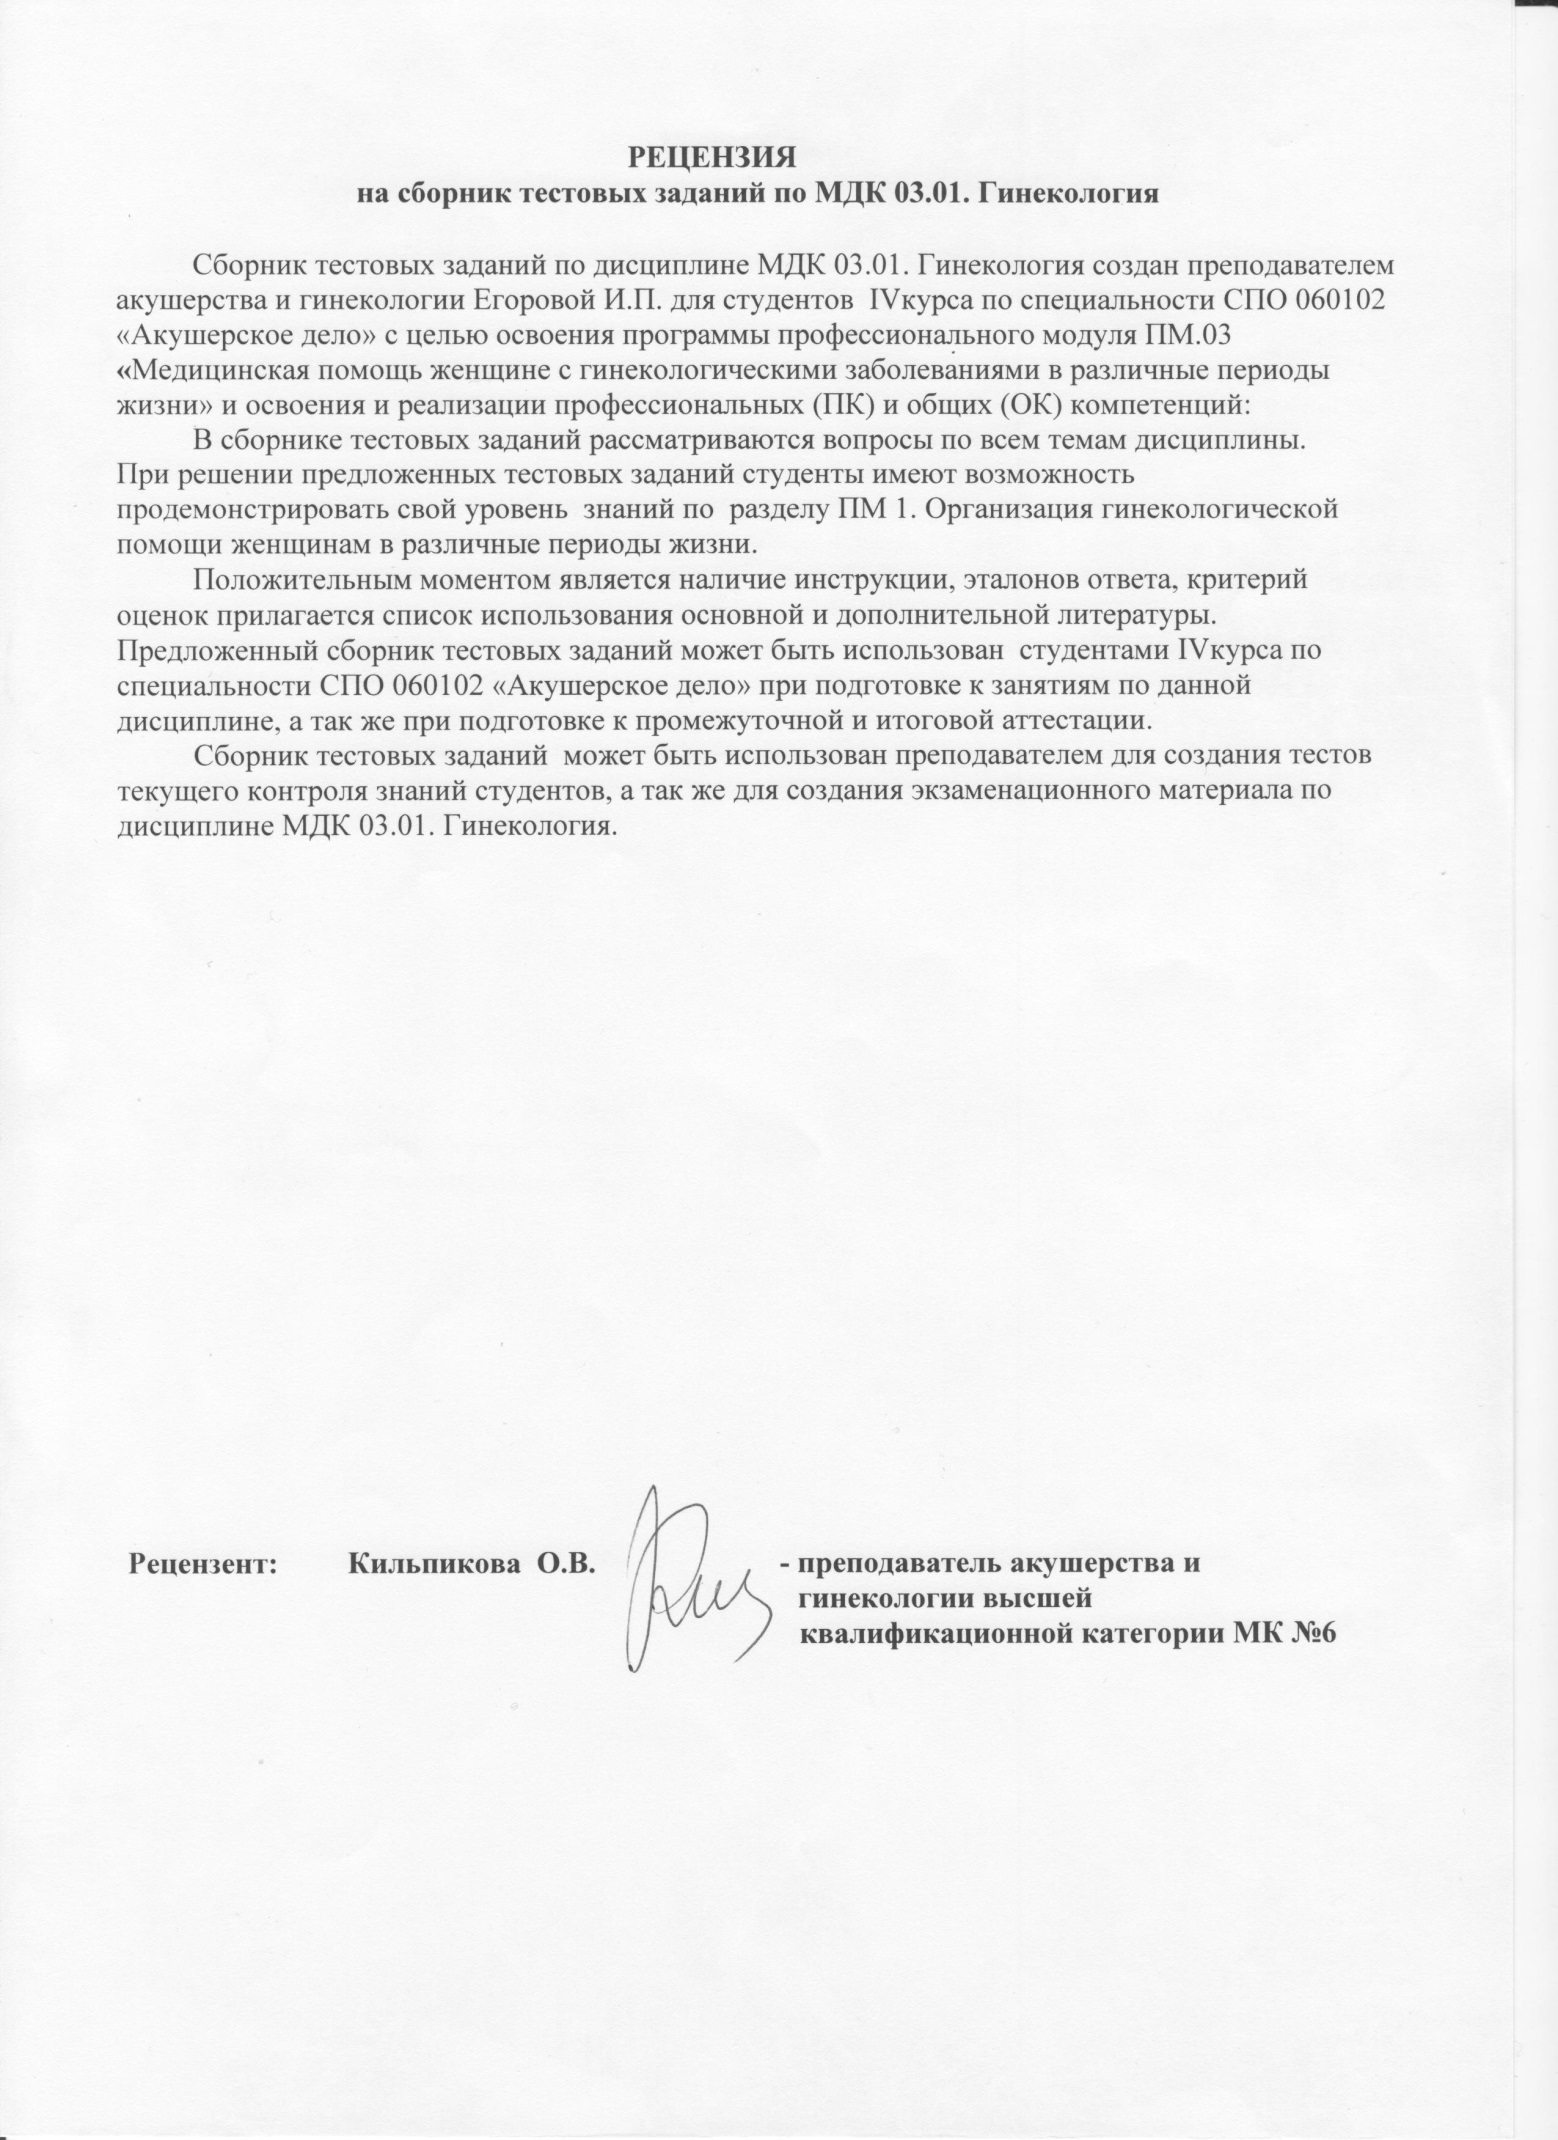 РЕЦЕНЗИЯ
на сборник тестовых заданий по МДК 03.01. Гинекология
Сборник тестовых заданий по дисциплине МДК 03.01. Гинекология создан преподавателем
акушерства и гинекологии Егоровой И.П. для студентов  IVкурса по специальности СПО 060102
«Акушерское дело» с целью освоения программы профессионального модуля ПМ.03
«Медицинская помощь женщине с гинекологическими заболеваниями в различные периоды
жизни» и освоения и реализации профессиональных (ПК) и общих (ОК) компетенций:
В сборнике тестовых заданий рассматриваются вопросы по всем темам дисциплины.
При решении предложенных тестовых заданий студенты имеют возможность
продемонстрировать свой уровень  знаний по  разделу ПМ 1. Организация гинекологической
помощи женщинам в различные периоды жизни.
Положительным моментом является наличие инструкции, эталонов ответа, критерий
оценок прилагается список использования основной и дополнительной литературы.
Предложенный сборник тестовых заданий может быть использован  студентами IVкурса по
специальности СПО 060102 «Акушерское дело» при подготовке к занятиям по данной
дисциплине, а так же при подготовке к промежуточной и итоговой аттестации.
Сборник тестовых заданий  может быть использован преподавателем для создания тестов
текущего контроля знаний студентов, а так же для создания экзаменационного материала по
дисциплине МДК 03.01. Гинекология.
Рецензент: Кильпикова  О.В. - преподаватель акушерства и
гинекологии высшей
квалификационной категории МК №6